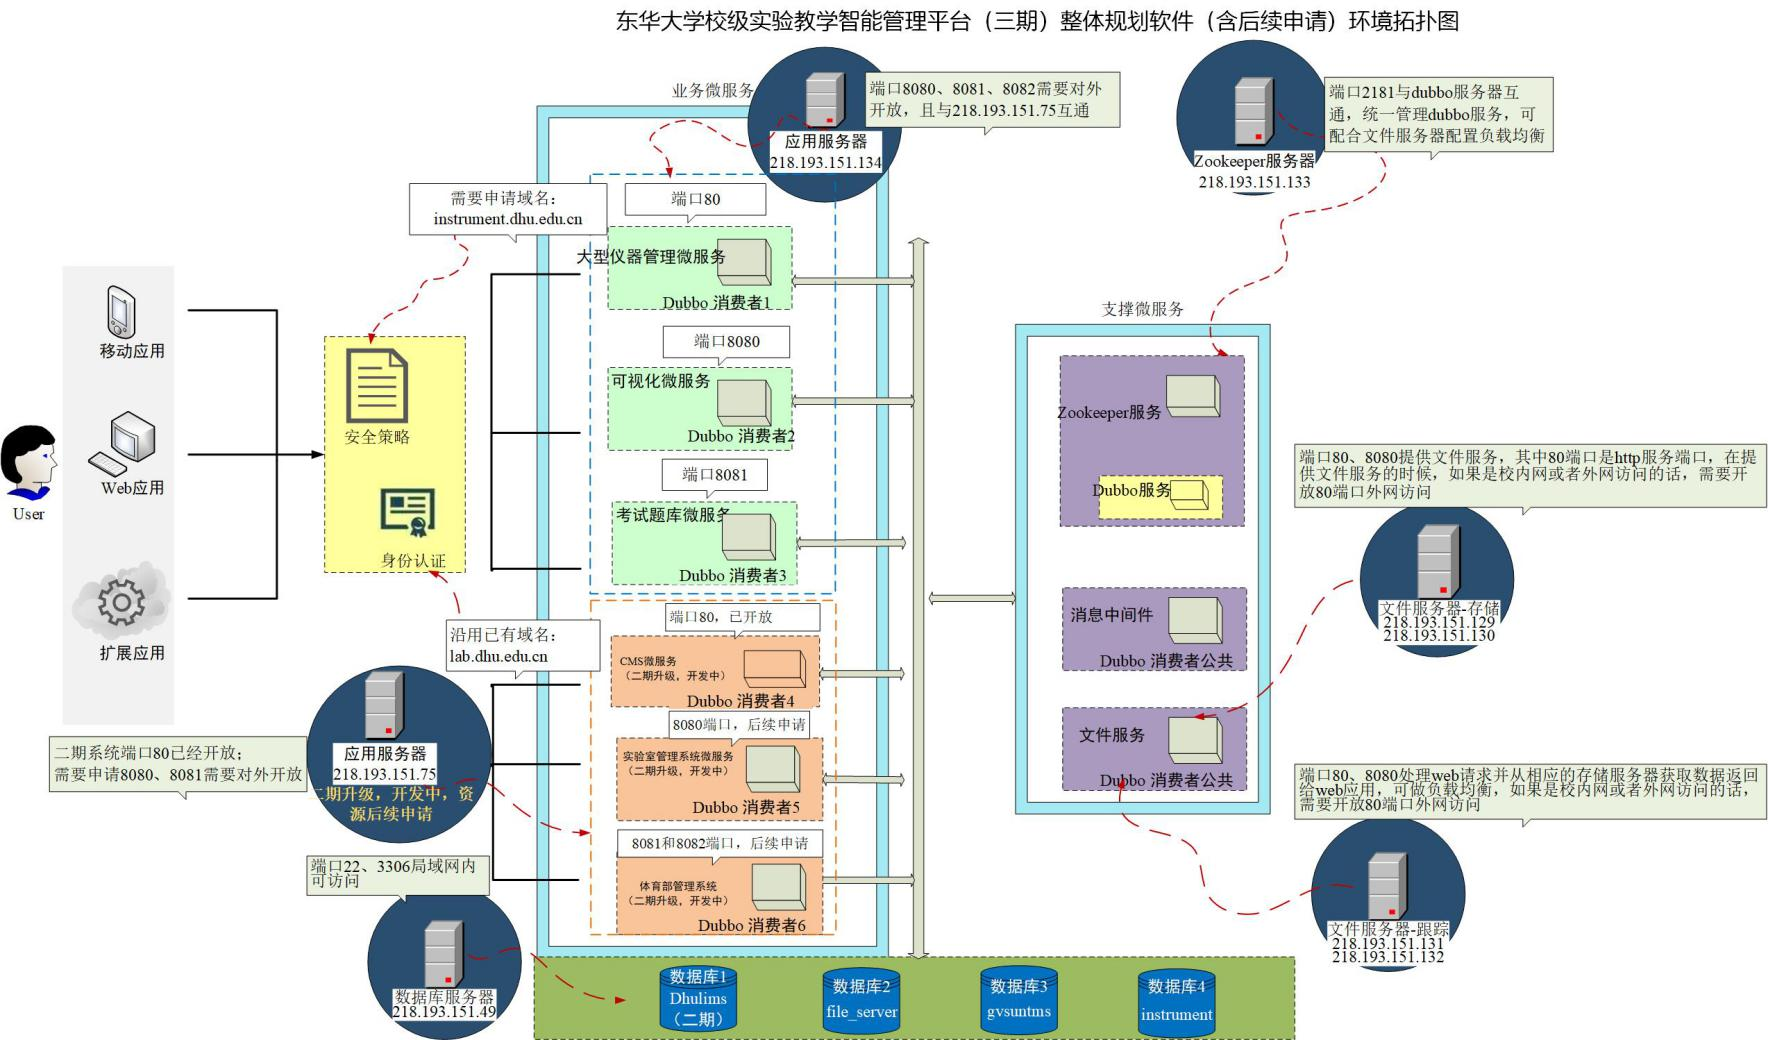 东华大学校级实验教学智能管理平台（三期）整体规划软件（含后续申请）环境拓扑图
业务微服务
应用服务器
218.193.151.134
端口8080、8081、8082需要对外
开放，且与218.193.151.75互通
Zookeeper服务器
218.193.151.133
端口2181与dubbo服务器互
通，统一管理dubbo服务，可
配合文件服务器配置负载均衡
需要申请域名：
instrument.dhu.edu.cn
端口80
大型仪器管理微服务
Dubbo 消费者1
端口8080
可视化微服务
Dubbo 消费者2
端口8081
考试题库微服务
Dubbo 消费者3
移动应用
Web应用
扩展应用
User
安全策略
身份认证
沿用已有域名：
lab.dhu.edu.cn
端口80，已开放
CMS微服务
（二期升级，开发中）
Dubbo 消费者4
8080端口，后续申请
实验室管理系统微服务
（二期升级，开发中）
Dubbo 消费者5
8081和8082端口，后续申请
体育部管理系统
（二期升级，开发中）
Dubbo 消费者6
二期系统端口80已经开放；
需要申请8080、8081需要对外开放
应用服务器
218.193.151.75
二期升级，开发中，资
源后续申请
端口22、3306局域网内
可访问
数据库服务器
218.193.151.49
支撑微服务
Zookeeper服务
Dubbo服务
消息中间件
Dubbo 消费者公共
文件服务
Dubbo 消费者公共
端口80、8080提供文件服务，其中80端口是http服务端口，在提
供文件服务的时候，如果是校内网或者外网访问的话，需要开
放80端口外网访问
文件服务器-存储
218.193.151.129
218.193.151.130
端口80、8080处理web请求并从相应的存储服务器获取数据返回
给web应用，可做负载均衡，如果是校内网或者外网访问的话，
需要开放80端口外网访问
文件服务器-跟踪
218.193.151.131
218.193.151.132
数据库1
Dhulims
（二期）
数据库2
file_server
数据库3
gvsuntms
数据库4
instrument